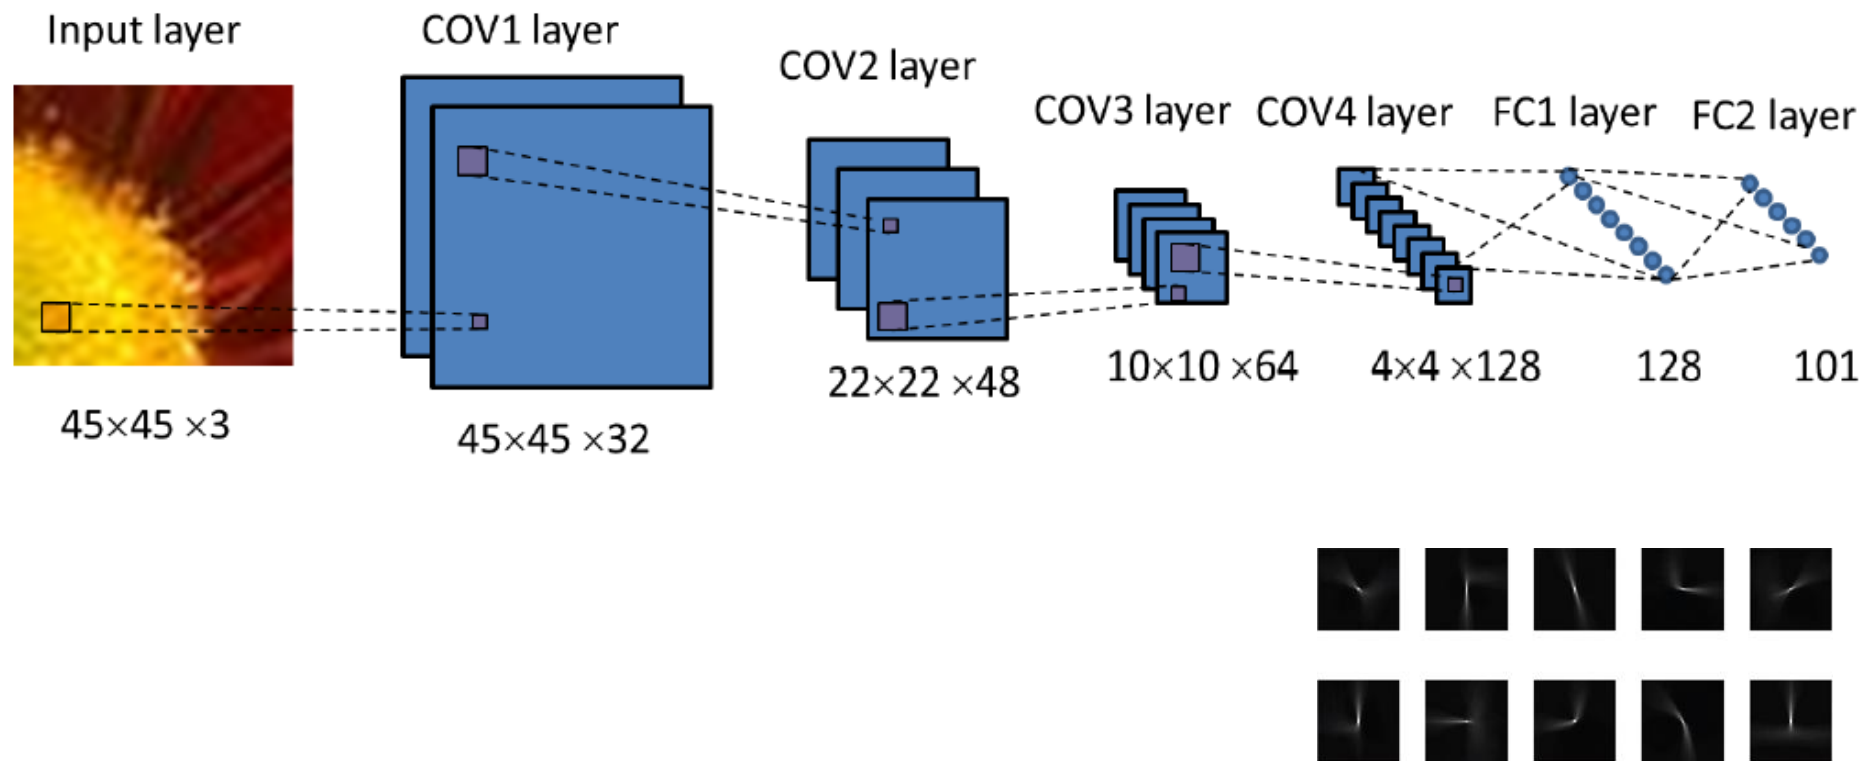 Input layer
COV1 layer
COV2 layer
COV3 layer
COV4 layer
FC1 layer
FC2 layer
45×45 ×3
45×45 ×32
22×22 ×48
10×10 ×64
4×4 ×128
128
101